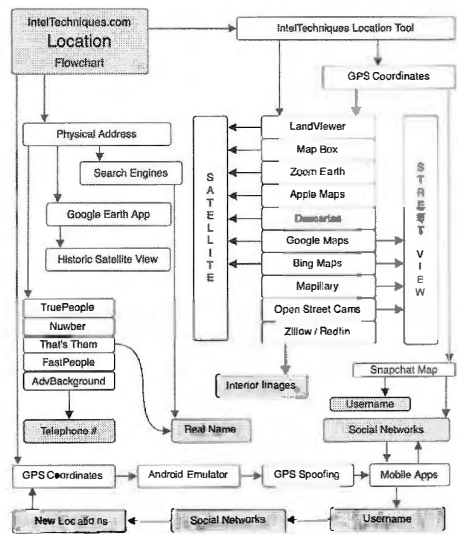 IntelTechniques.com
Location
Flowchart
IntelTechniques Location Tool
GPS Coordinates
Physical Address
Search Engines
Google Earth App
Historic Satellite View
SATELLITE
LandViewer
Map Box
Zoom Earth
Apple Maps
Descartes
Google Maps
Bing Maps
Mapillary
Open Street Cams
Zillow / Redfin
STREET VIEW
Interior Images
TruePeople
Nuwber
That's Them
FastPeople
AdvBackground
Telephone #
Real Name
Snapchat Map
Username
Social Networks
GPS Coordinates
Android Emulator
GPS Spoofing
Mobile Apps
New Locations
Social Networks
Username